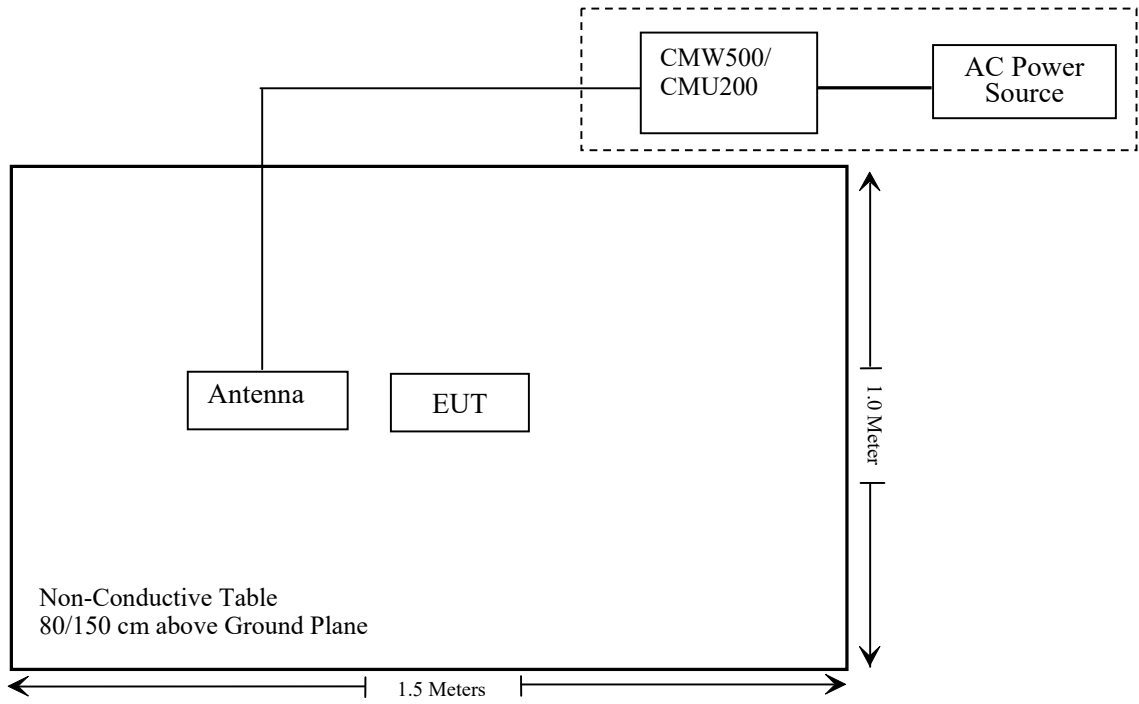 CMW500/
CMU200
AC Power
Source
Antenna
EUT
1.0 Meter
Non-Conductive Table
80/150 cm above Ground Plane
1.5 Meters